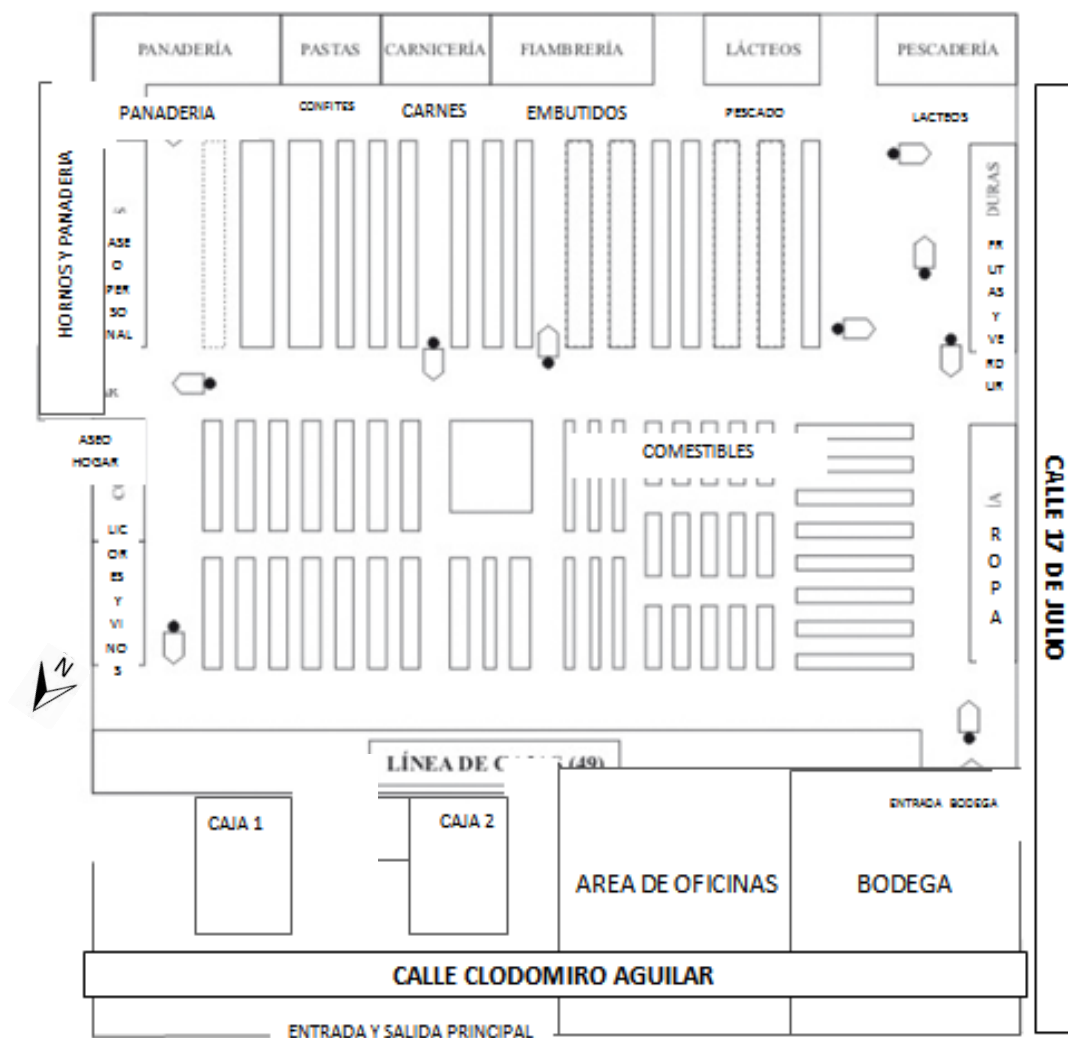 PANADERÍA
PASTAS
CARNICERÍA
FIAMBRERÍA
LÁCTEOS
PESCADERÍA
PANADERIA
CONFITES
CARNES
EMBUTIDOS
PESCADO
LACTEOS
HORNOS Y PANADERIA
S
ASE
O
PER
SO
NAL
DURAS
FR
UT
AS
Y
VE
RD
UR
ASEO
HOGAR
LIC
OR
ES
Y
VI
NO
S
COMESTIBLES
R
O
P
A
CALLE 17 DE JULIO
N
LÍNEA DE (49)
CAJA 1
CAJA 2
AREA DE OFICINAS
ENTRADA BODEGA
BODEGA
CALLE CLODOMIRO AGUILAR
ENTRADA Y SALIDA PRINCIPAL